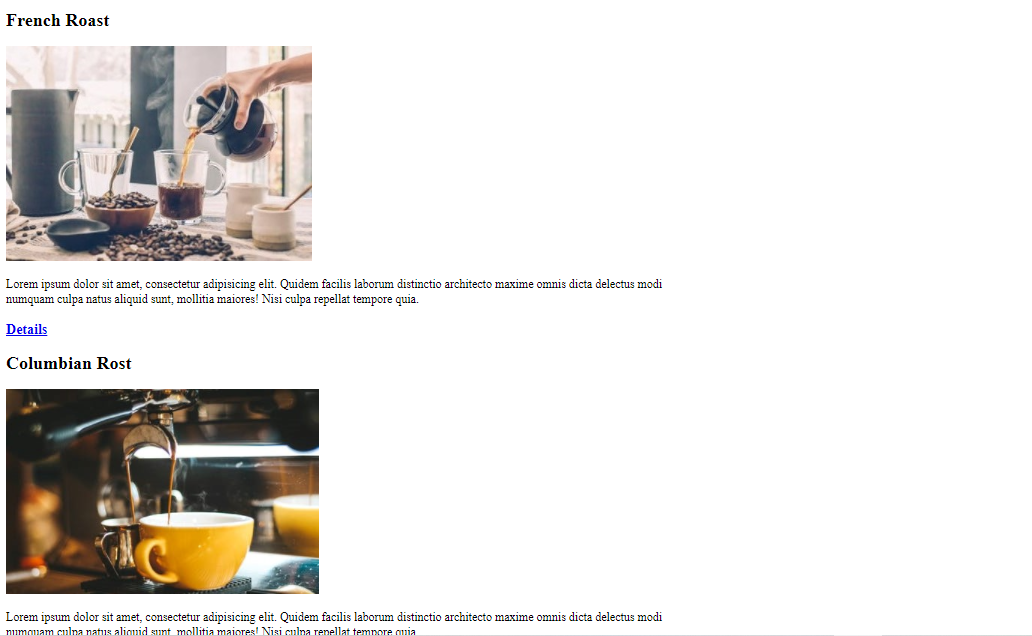 French Roast
Lorem ipsum dolor sit amet, consectetur adipisicing elit. Quidem facilis laborum distinctio architecto maxime omnis dicta delectus modi
numquam culpa natus aliquid sunt, mollitia maiores! Nisi culpa repellat tempore quia.
Details
Columbian Rost
Lorem ipsum dolor sit amet, consectetur adipisicing elit. Quidem facilis laborum distinctio architecto maxime omnis dicta delectus modi
numquam culpa natus aliquid sunt, mollitia maiores! Nisi culpa repellat tempore quia.